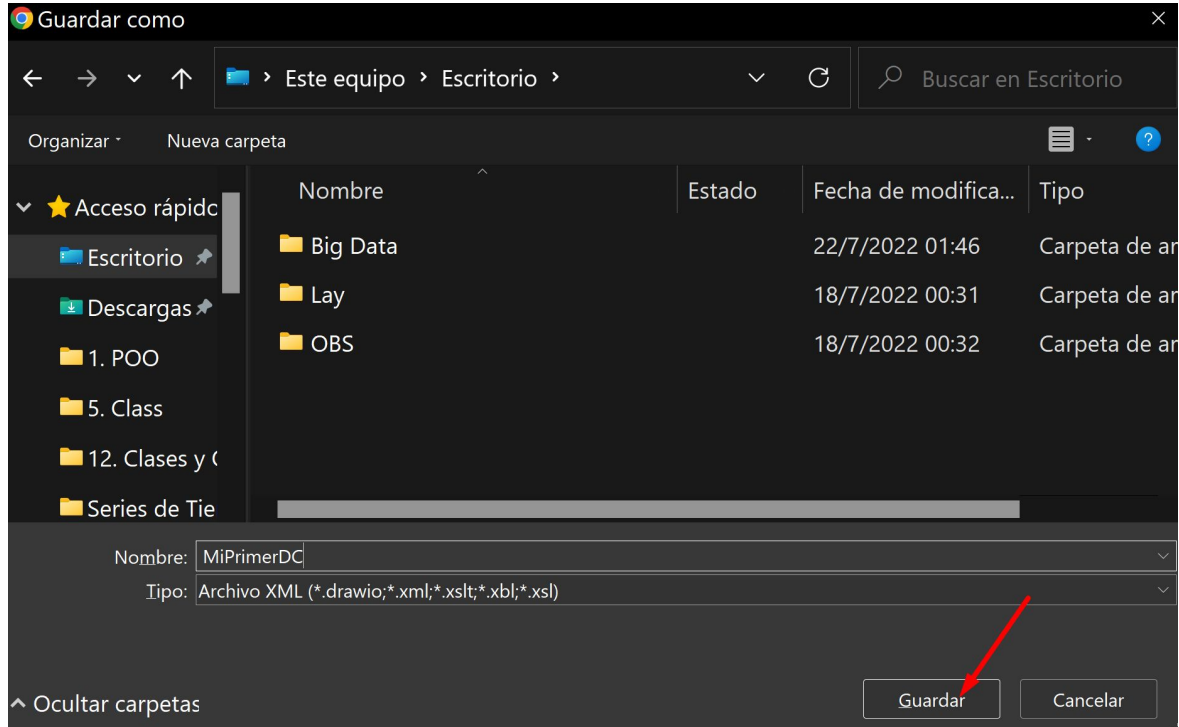 Guardar como
Este equipo > Escritorio >
Buscar en Escritorio
Organizar
Nueva carpeta
Nombre
Estado
Fecha de modifica...
Tipo
Acceso rápido
Escritorio
Descargas
1. POO
5. Class
12. Clases y
Series de Tie
Big Data
22/7/2022 01:46
Carpeta de ar
Lay
18/7/2022 00:31
Carpeta de ar
OBS
18/7/2022 00:32
Carpeta de ar
Nombre: MiPrimerDC
Tipo: Archivo XML (*.drawio;*.xml;*.xslt;*.xbl;*.xsl)
Ocultar carpetas
Guardar
Cancelar